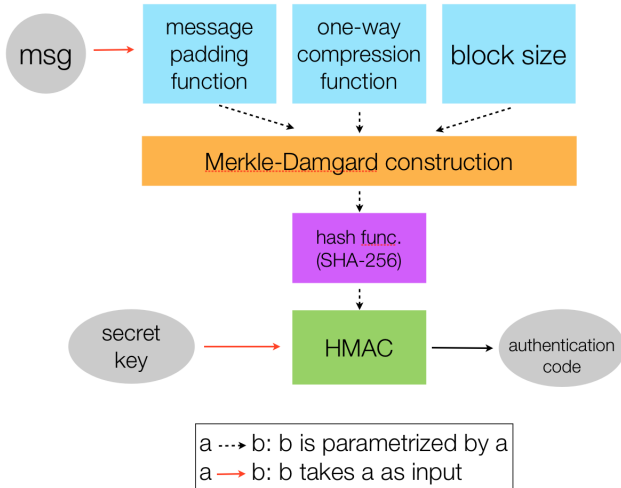 msg
message
padding
function
one-way
compression
function
block size
Merkle-Damgard construction
hash func.
(SHA-256)
secret
key
HMAC
authentication
code
a ----> b: b is parametrized by a
a → b: b takes a as input